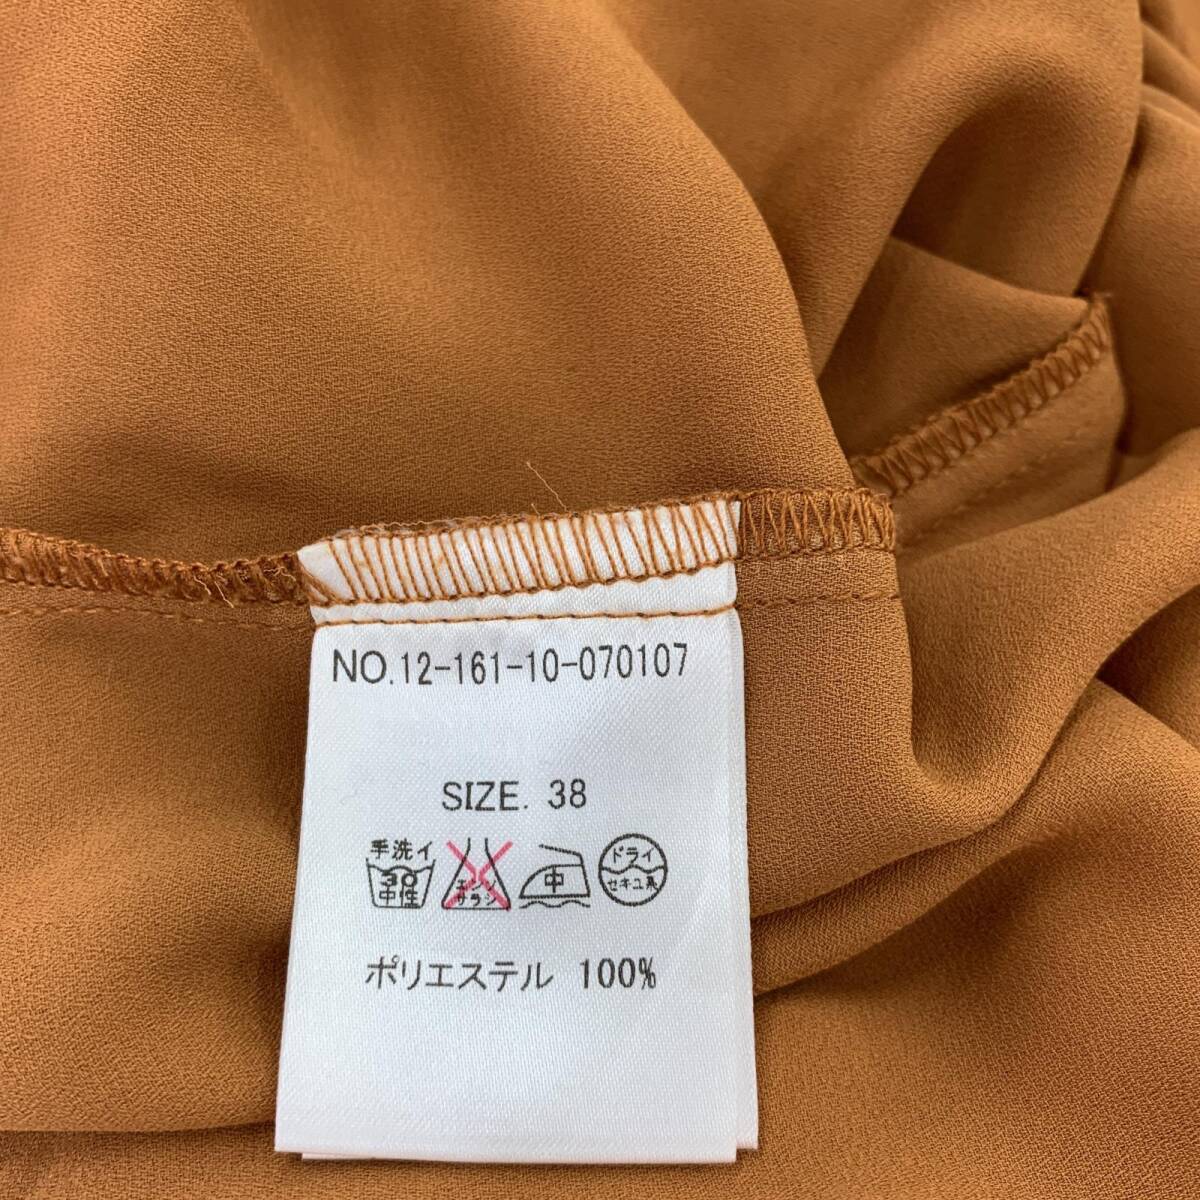 NO.12-161-10-070107
SIZE. 38
手洗イ
30
中性
エンソ
サラシ
中
ドライ
セキユ系
ポリエステル 100%